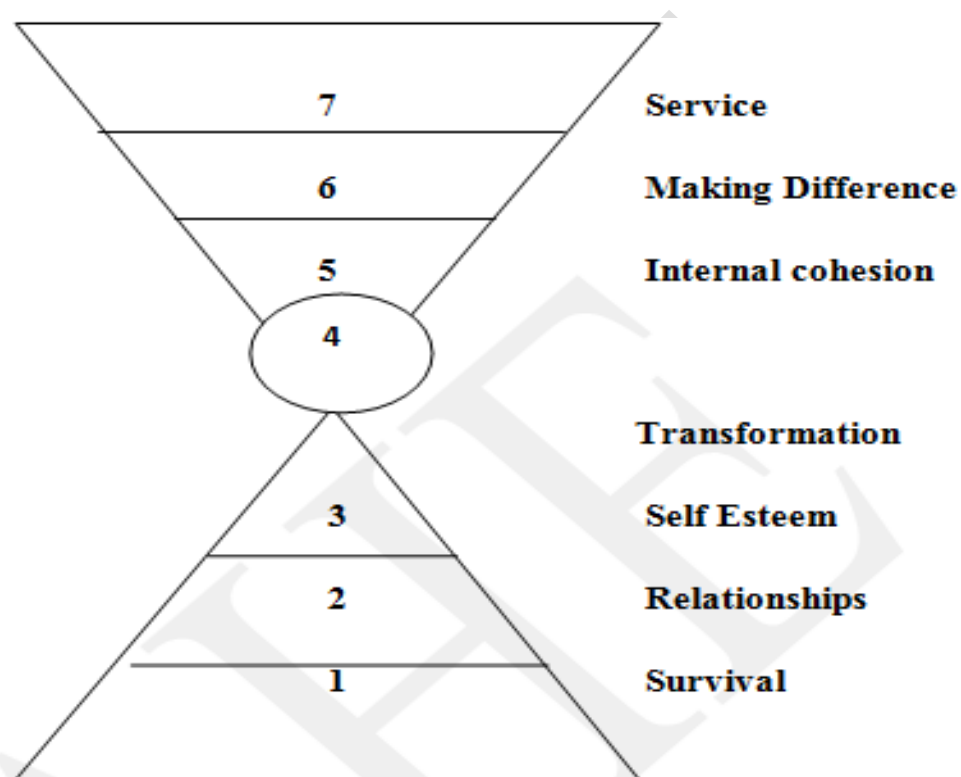 7 Service
6 Making Difference
5 Internal cohesion
4
Transformation
3 Self Esteem
2 Relationships
1 Survival